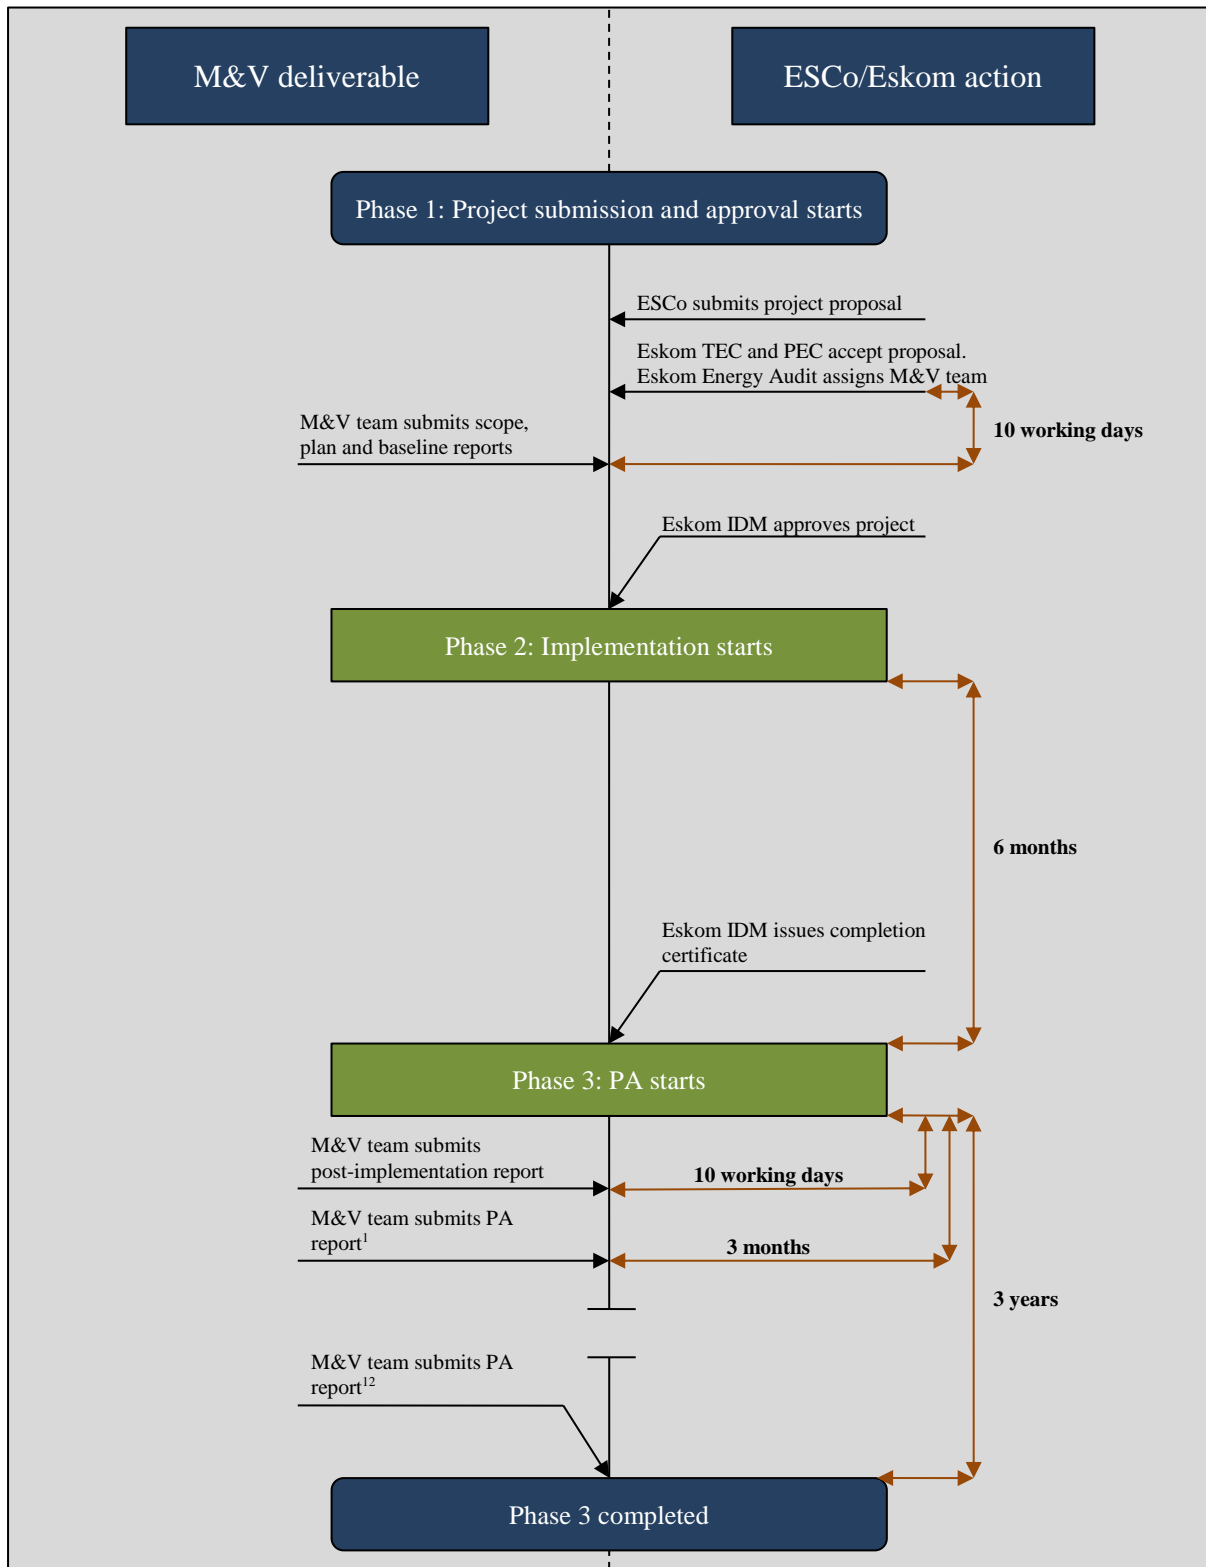 M&V deliverable
ESCo/Eskom action
Phase 1: Project submission and approval starts
ESCo submits project proposal
Eskom TEC and PEC accept proposal.
Eskom Energy Audit assigns M&V team
M&V team submits scope,
plan and baseline reports
10 working days
Eskom IDM approves project
Phase 2: Implementation starts
6 months
Eskom IDM issues completion
certificate
Phase 3: PA starts
M&V team submits
post-implementation report
10 working days
M&V team submits PA
report¹
3 months
3 years
M&V team submits PA
report¹²
Phase 3 completed